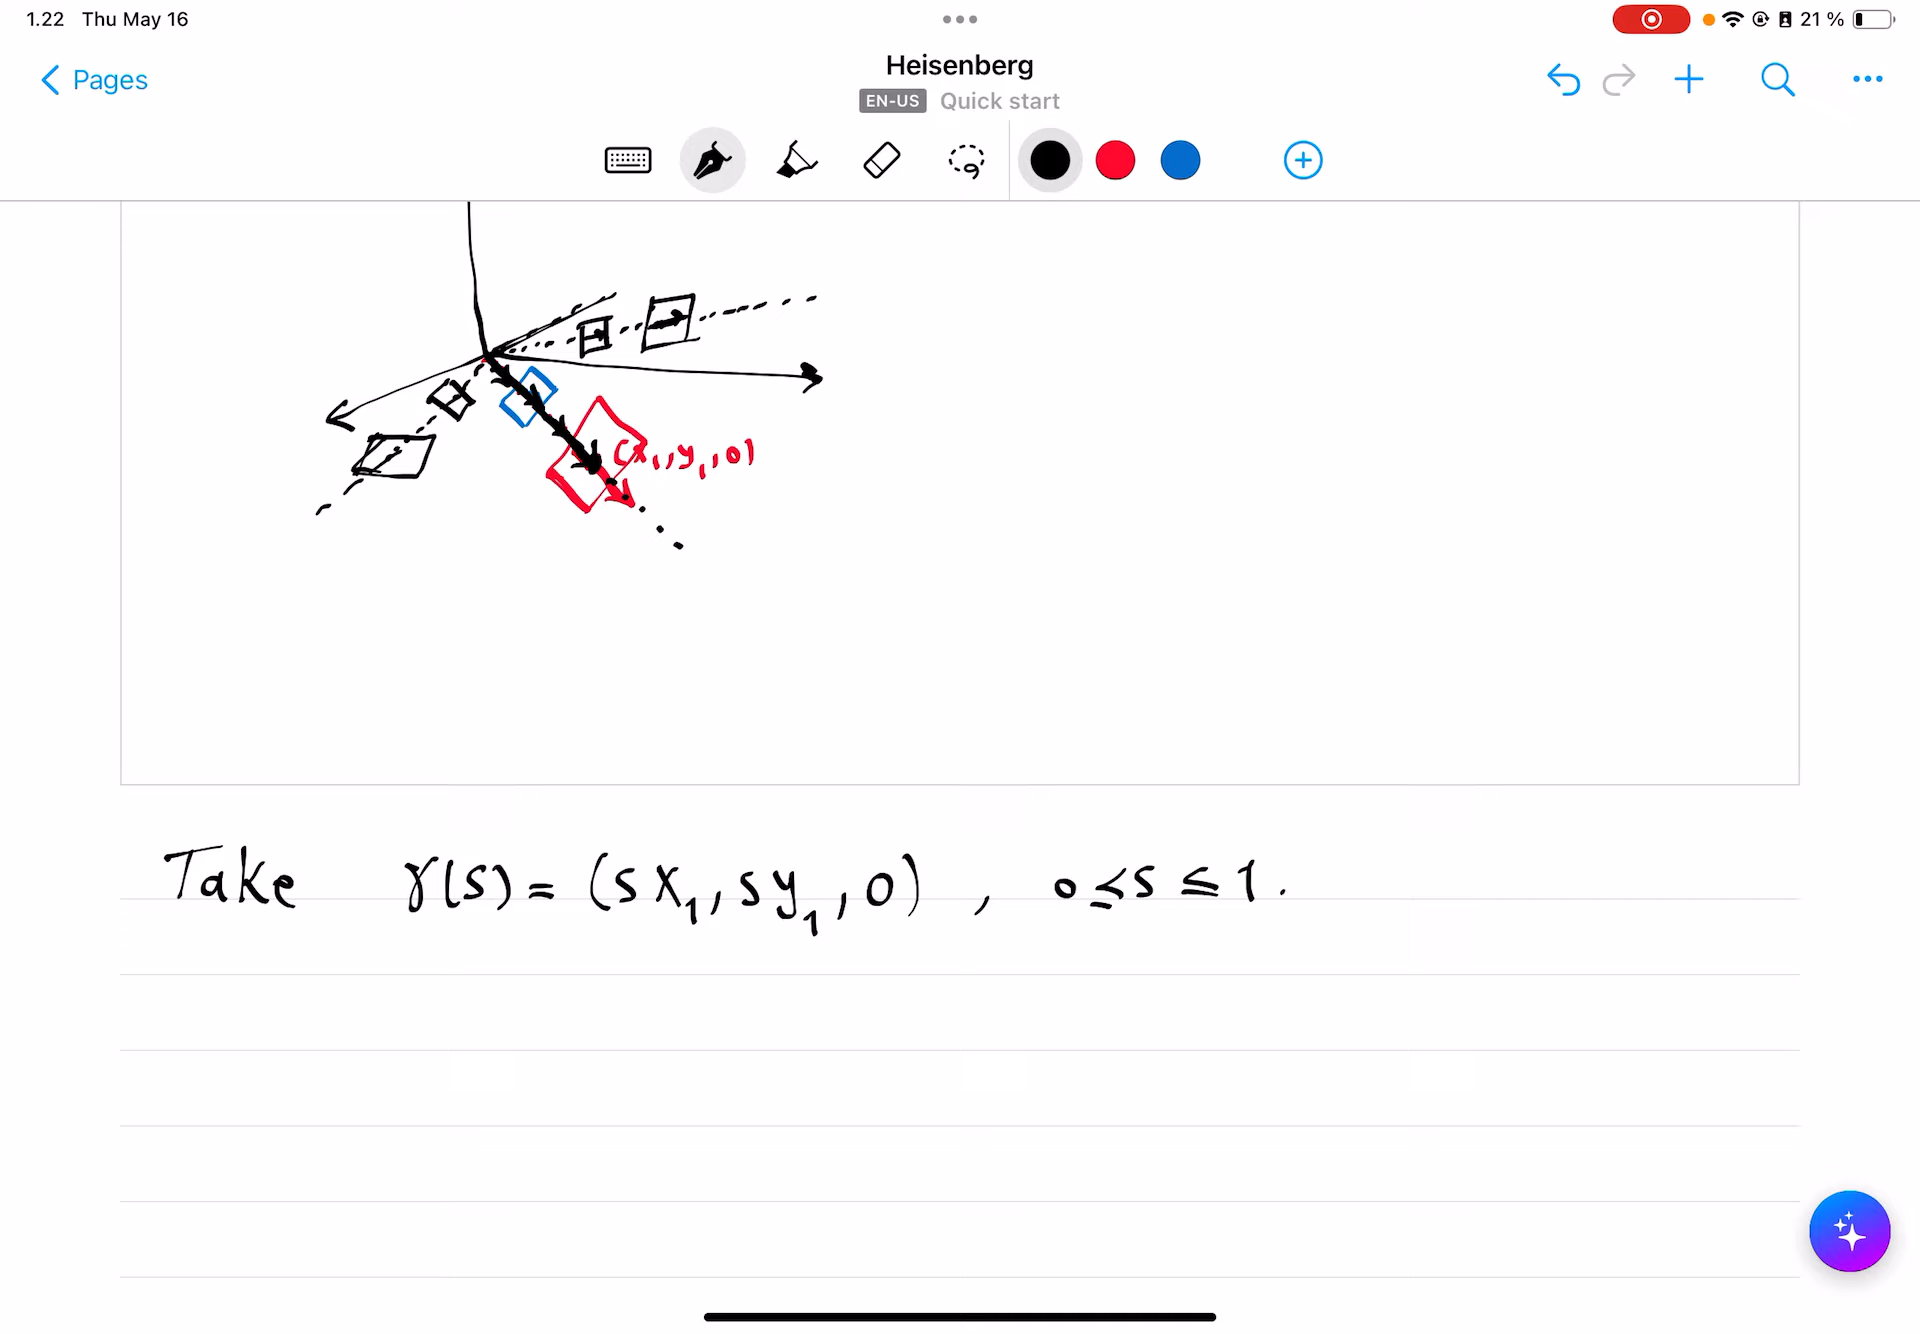 1.22 Thu May 16
21 %
Pages
Heisenberg
EN-US Quick start
(x₁,y₁,0)
Take γ(s) = (s x₁, s y₁, 0) , 0 ≤ s ≤ 1.